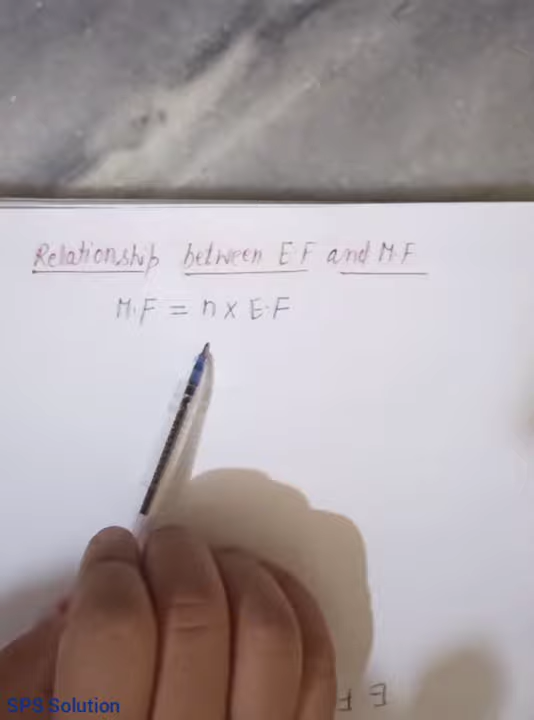 Relationship between E.F and M.F
M.F = n x E.F
E F
SPS Solution